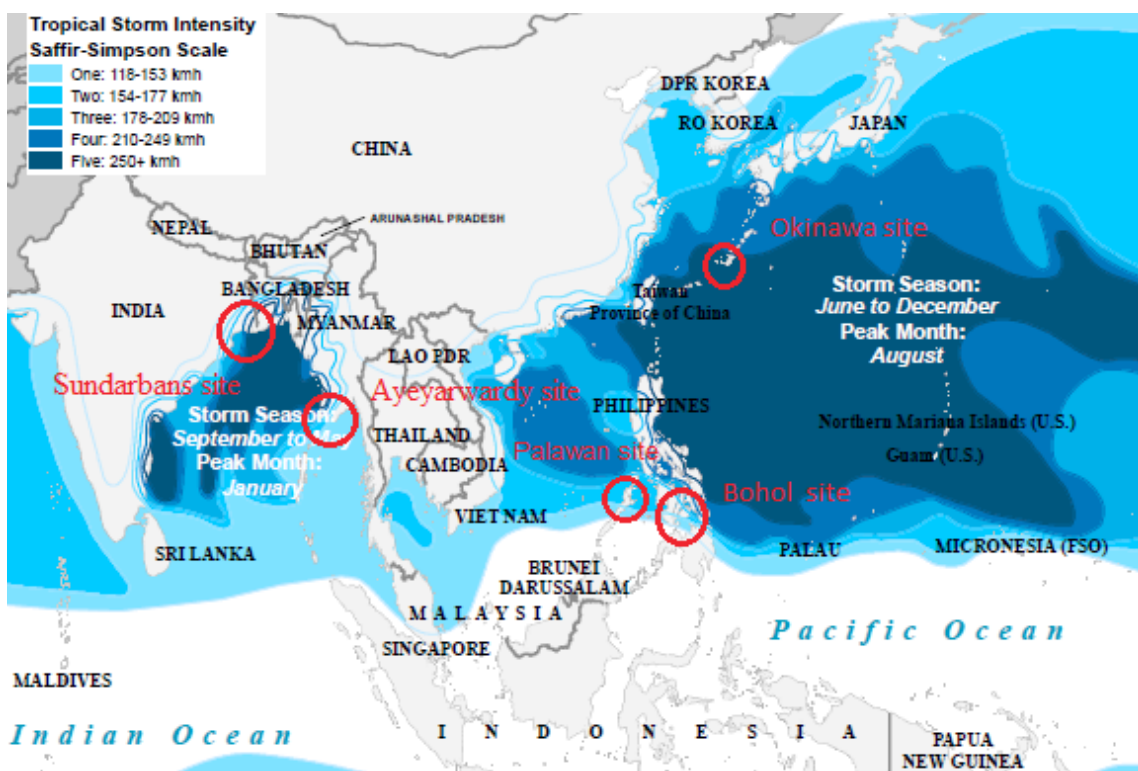 Tropical Storm Intensity
Saffir-Simpson Scale
One: 118-153 kmh
Two: 154-177 kmh
Three: 178-209 kmh
Four: 210-249 kmh
Five: 250+ kmh
DPR KOREA
RO KOREA
JAPAN
CHINA
ARUNASHAL PRADESH
NEPAL
BHUTAN
Okinawa site
BANGLADESH
INDIA
MYANMAR
Taiwan
Province of China
Storm Season:
June to December
Peak Month:
August
LAO PDR
Sundarbans site
Ayeyarwardy site
PHILIPPINES
Storm Season:
September to May
Peak Month:
January
THAILAND
CAMBODIA
Palawan site
Northern Mariana Islands (U.S.)
Guam (U.S.)
Bohol site
VIET NAM
SRI LANKA
PALAU
MICRONESIA (FSO)
BRUNEI
DARUSSALAM
MALAYSIA
SINGAPORE
Pacific Ocean
MALDIVES
Indian Ocean
INDONESIA
PAPUA
NEW GUINEA